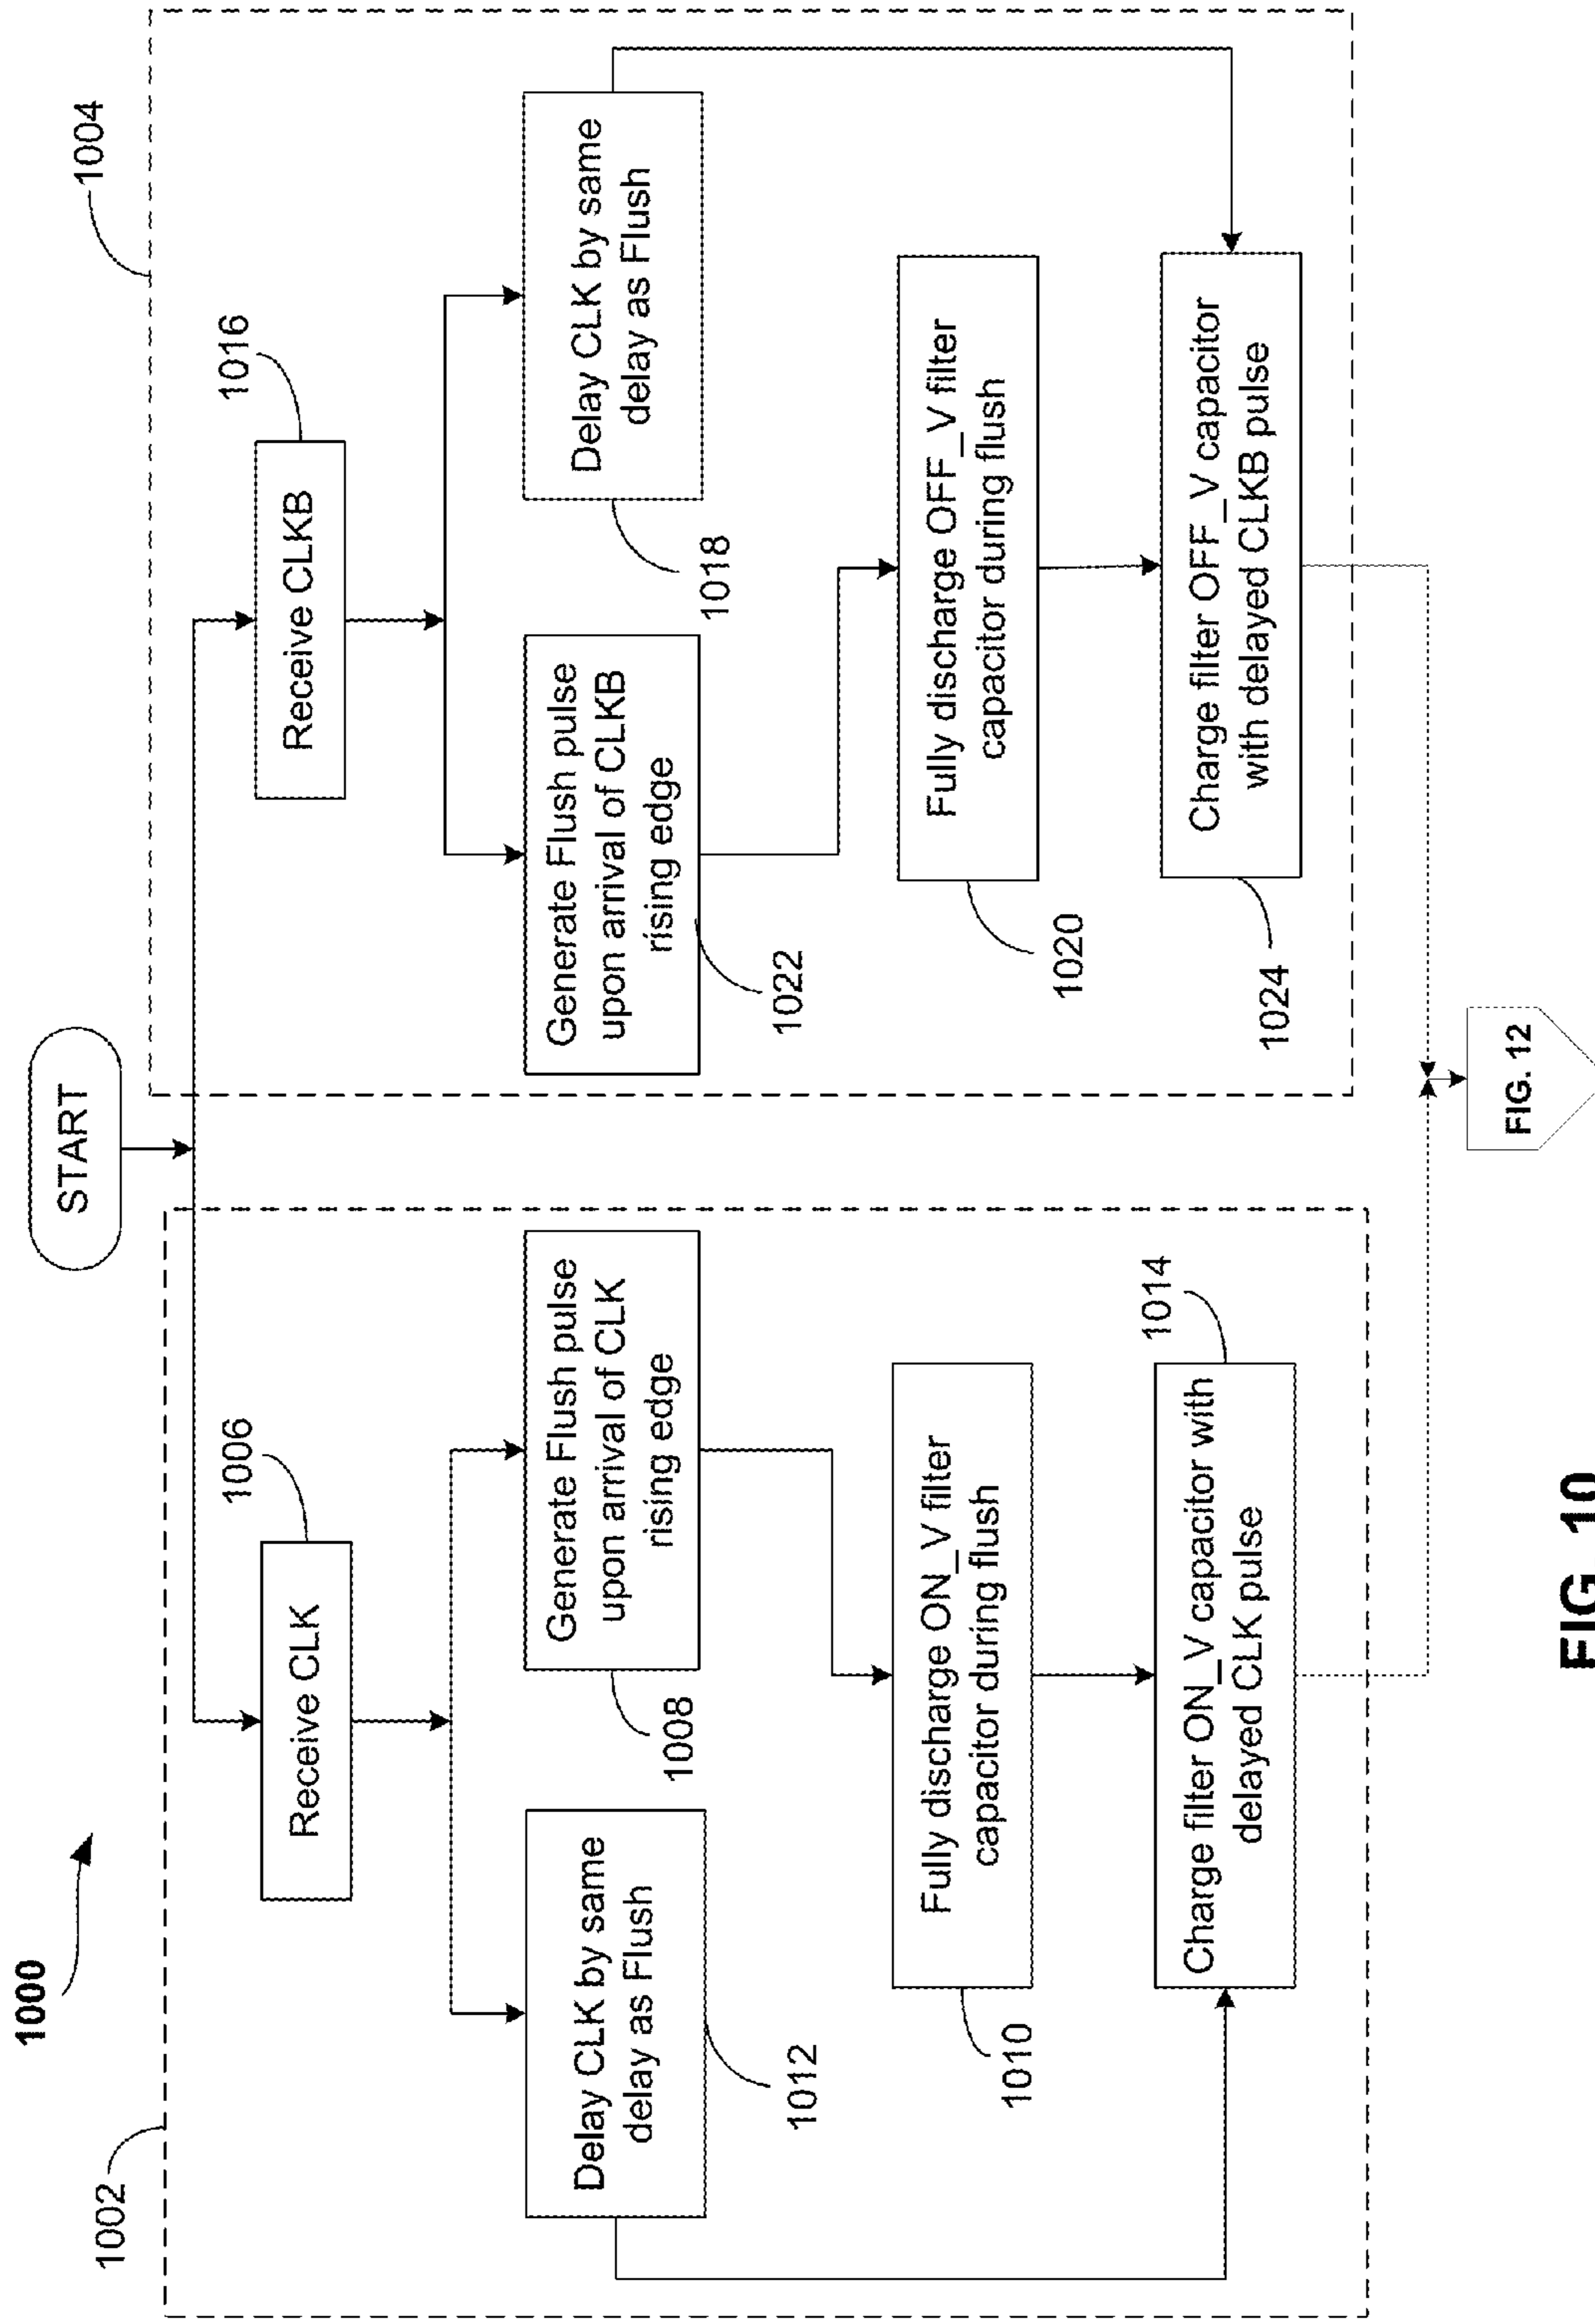 1000
START
1002
1004
1006
Receive CLK
1016
Receive CLKB
Delay CLK by same
delay as Flush
1012
Generate Flush pulse
upon arrival of CLK
rising edge
1008
Generate Flush pulse
upon arrival of CLKB
rising edge
1022
Delay CLK by same
delay as Flush
1018
Fully discharge ON_V filter
capacitor during flush
1010
Fully discharge OFF_V filter
capacitor during flush
1020
1014
Charge filter ON_V capacitor with
delayed CLK pulse
Charge filter OFF_V capacitor
with delayed CLKB pulse
1024
FIG. 12
FIG. 10